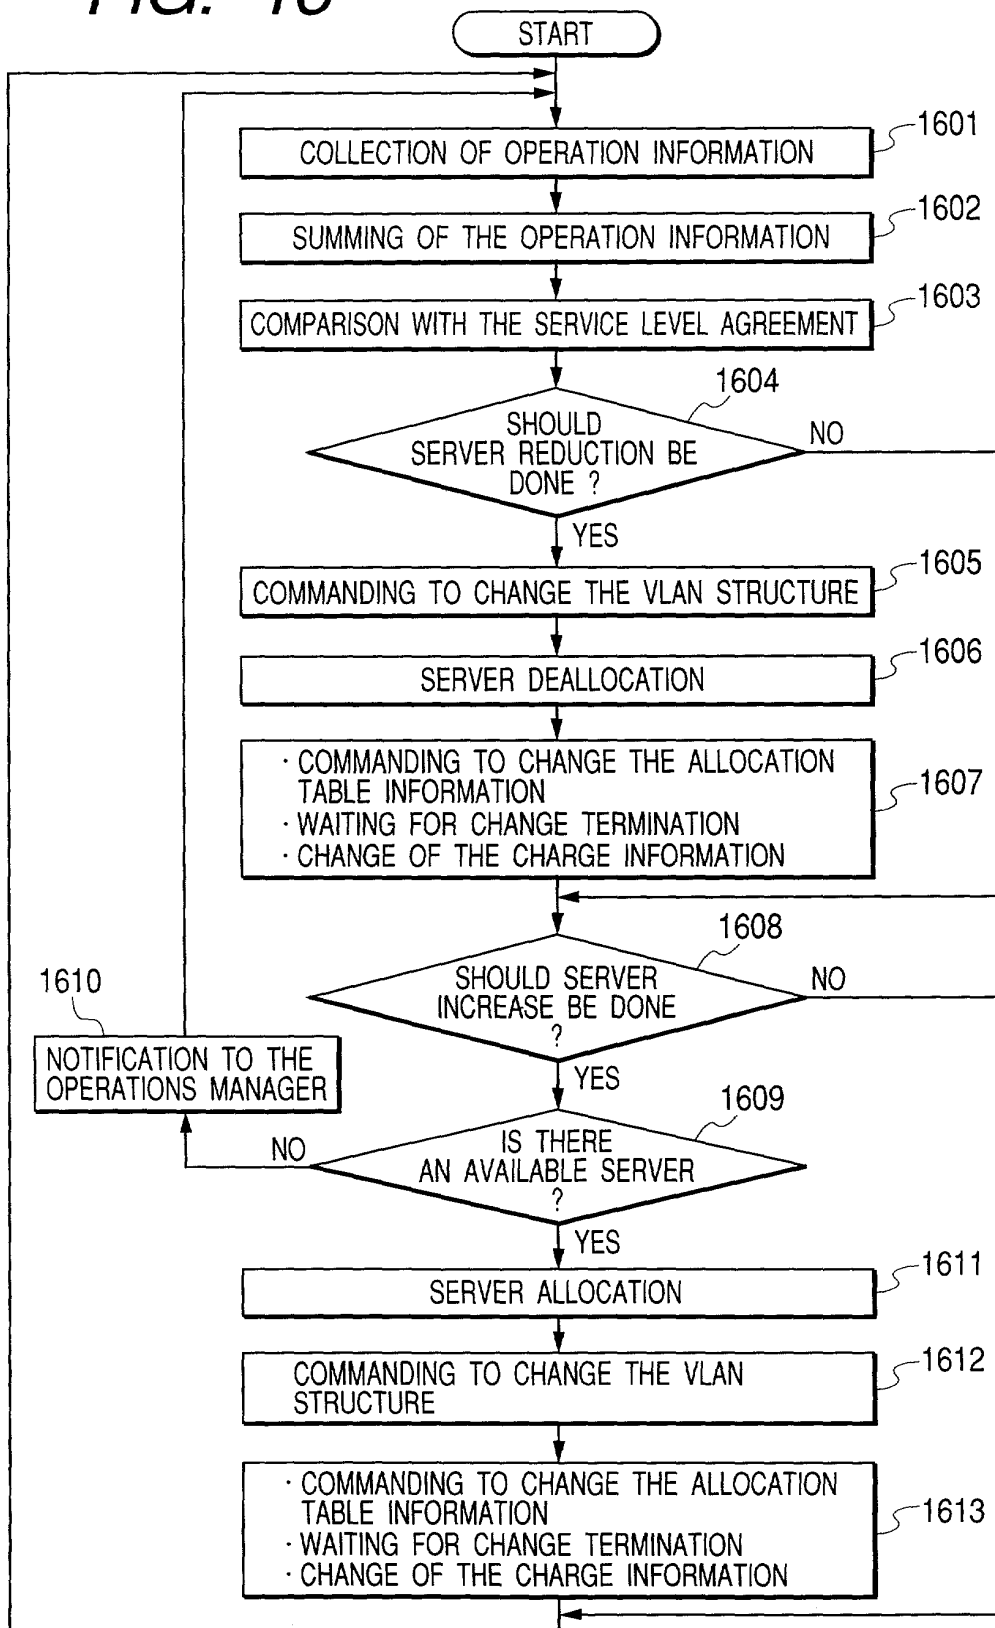 FIG. 16
START
COLLECTION OF OPERATION INFORMATION
1601
SUMMING OF THE OPERATION INFORMATION
1602
COMPARISON WITH THE SERVICE LEVEL AGREEMENT
1603
1604
SHOULD
SERVER REDUCTION BE
DONE ?
NO
YES
COMMANDING TO CHANGE THE VLAN STRUCTURE
1605
SERVER DEALLOCATION
1606
· COMMANDING TO CHANGE THE ALLOCATION
TABLE INFORMATION
· WAITING FOR CHANGE TERMINATION
· CHANGE OF THE CHARGE INFORMATION
1607
1608
SHOULD SERVER
INCREASE BE DONE
?
NO
YES
1610
NOTIFICATION TO THE
OPERATIONS MANAGER
1609
IS THERE
AN AVAILABLE SERVER
?
NO
YES
SERVER ALLOCATION
1611
COMMANDING TO CHANGE THE VLAN
STRUCTURE
1612
· COMMANDING TO CHANGE THE ALLOCATION
TABLE INFORMATION
· WAITING FOR CHANGE TERMINATION
· CHANGE OF THE CHARGE INFORMATION
1613